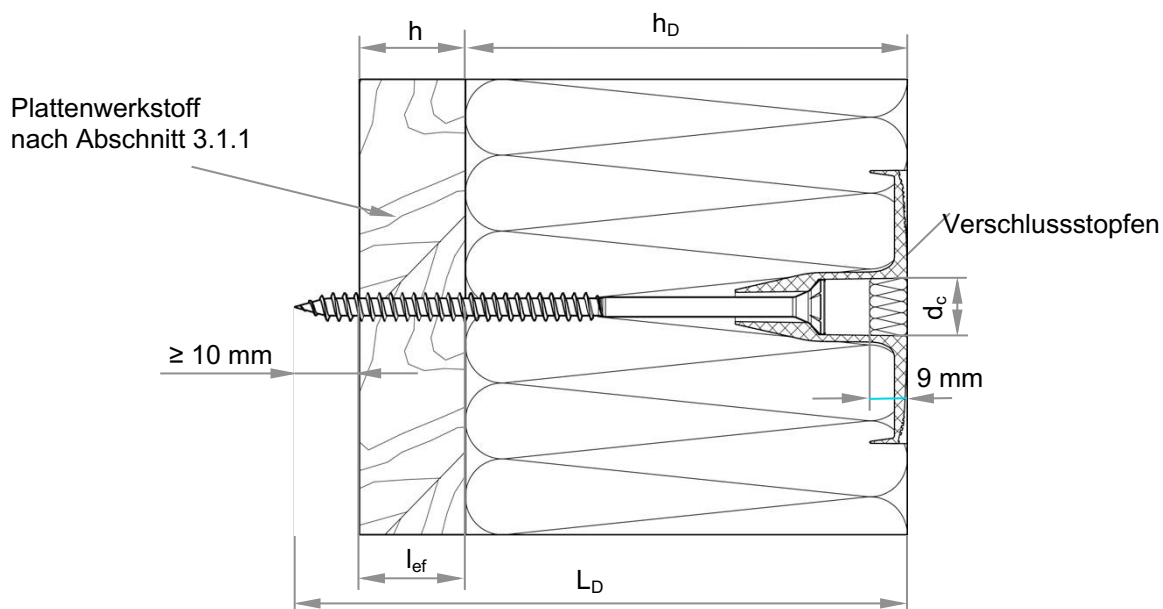 h
h_D
Plattenwerkstoff
nach Abschnitt 3.1.1
Verschlussstopfen
d_c
≥ 10 mm
9 mm
l_ef
L_D